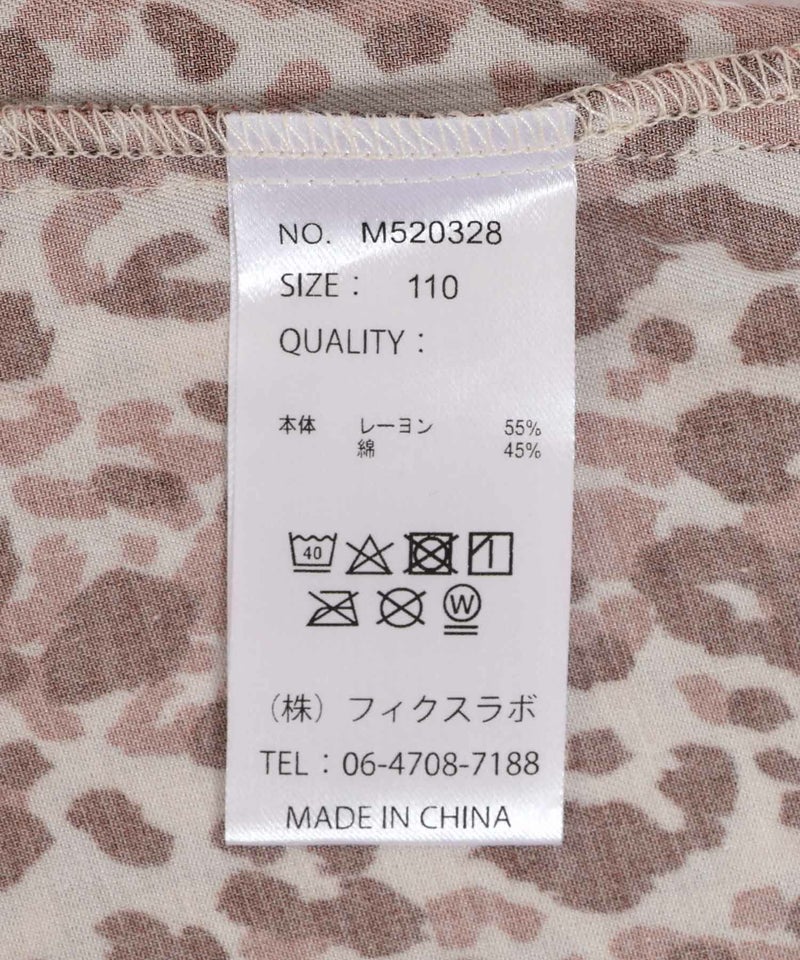 NO. M520328
SIZE : 110
QUALITY :
本体 レーヨン 55%
綿 45%
40
W
(株) フィクスラボ
TEL : 06-4708-7188
MADE IN CHINA